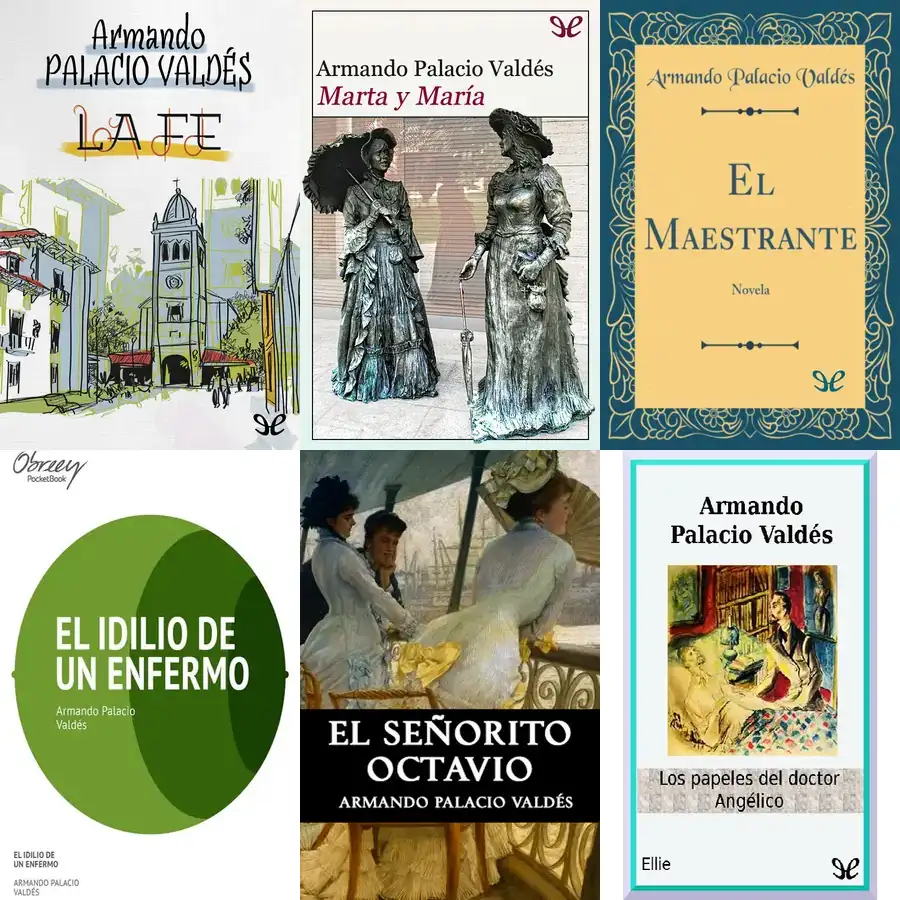 Armando
PALACIO VALDÉS
LA FE
Armando Palacio Valdés
Marta y María
Armando Palacio Valdés
EL
MAESTRANTE
Novela
Obreey
PocketBook
EL IDILIO DE
UN ENFERMO
Armando Palacio
Valdés
EL IDILIO DE
UN ENFERMO
ARMANDO PALACIO
VALDÉS
EL SEÑORITO
OCTAVIO
ARMANDO PALACIO VALDÉS
Armando
Palacio Valdés
Los papeles del doctor
Angélico
Ellie